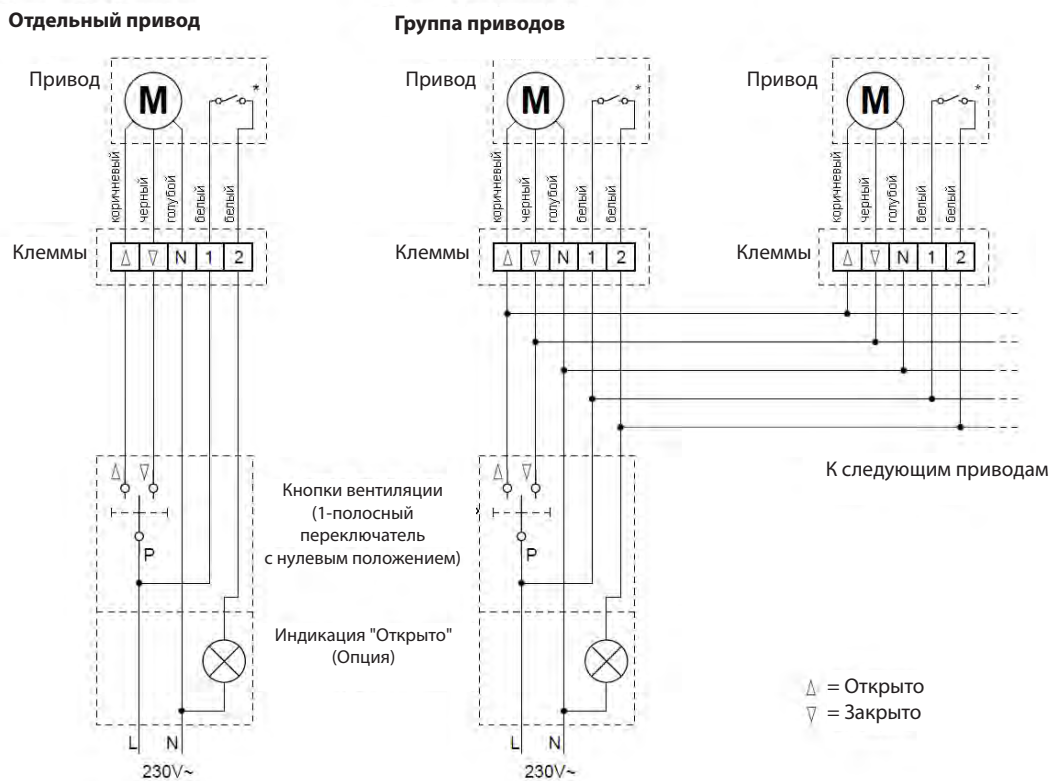 Отдельный привод
Группа приводов
Привод
M
*
Привод
M
*
Привод
M
*
коричневый
черный
голубой
белый
белый
коричневый
черный
голубой
белый
белый
коричневый
черный
голубой
белый
белый
Клеммы
△ ▽ N 1 2
Клеммы
△ ▽ N 1 2
Клеммы
△ ▽ N 1 2
К следующим приводам
△ ▽
P
Кнопки вентиляции
(1-полосный
переключатель
с нулевым положением)
△ ▽
P
Индикация "Открыто"
(Опция)
△ = Открыто
▽ = Закрыто
L N
230V~
L N
230V~